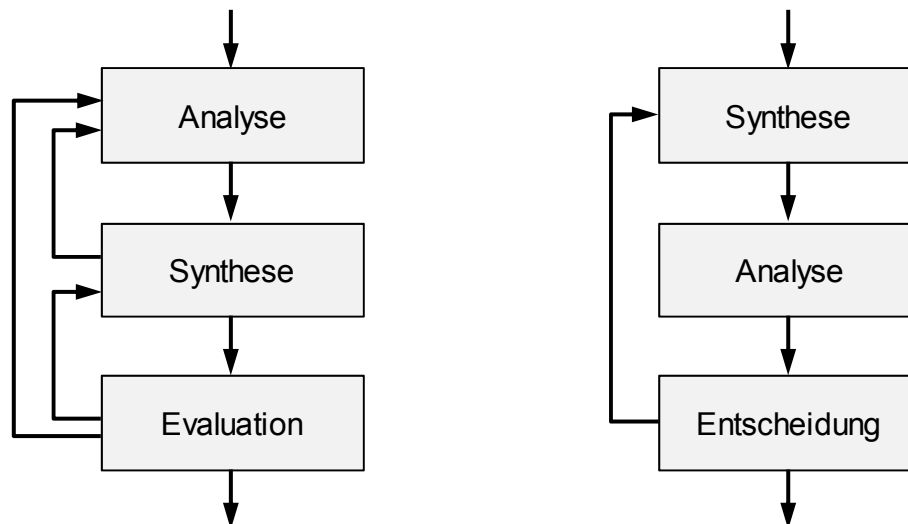 Analyse
Synthese
Evaluation
Synthese
Analyse
Entscheidung